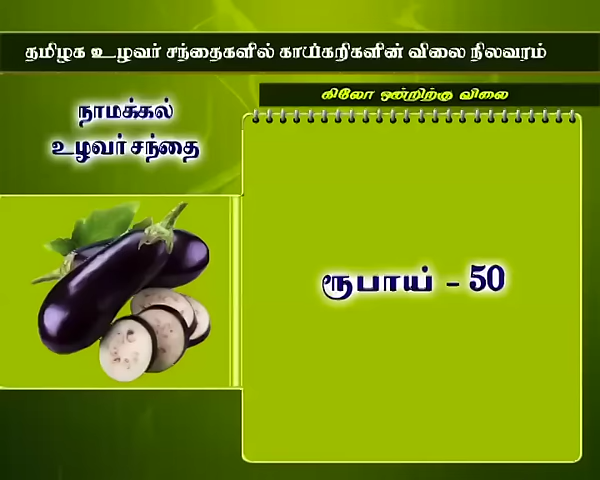 தமிழக உழவர் சந்தைகளில் காய்கறிகளின் விலை நிலவரம்
கிலோ ஒன்றிற்கு விலை
நாமக்கல்
உழவர் சந்தை
ரூபாய் - 50